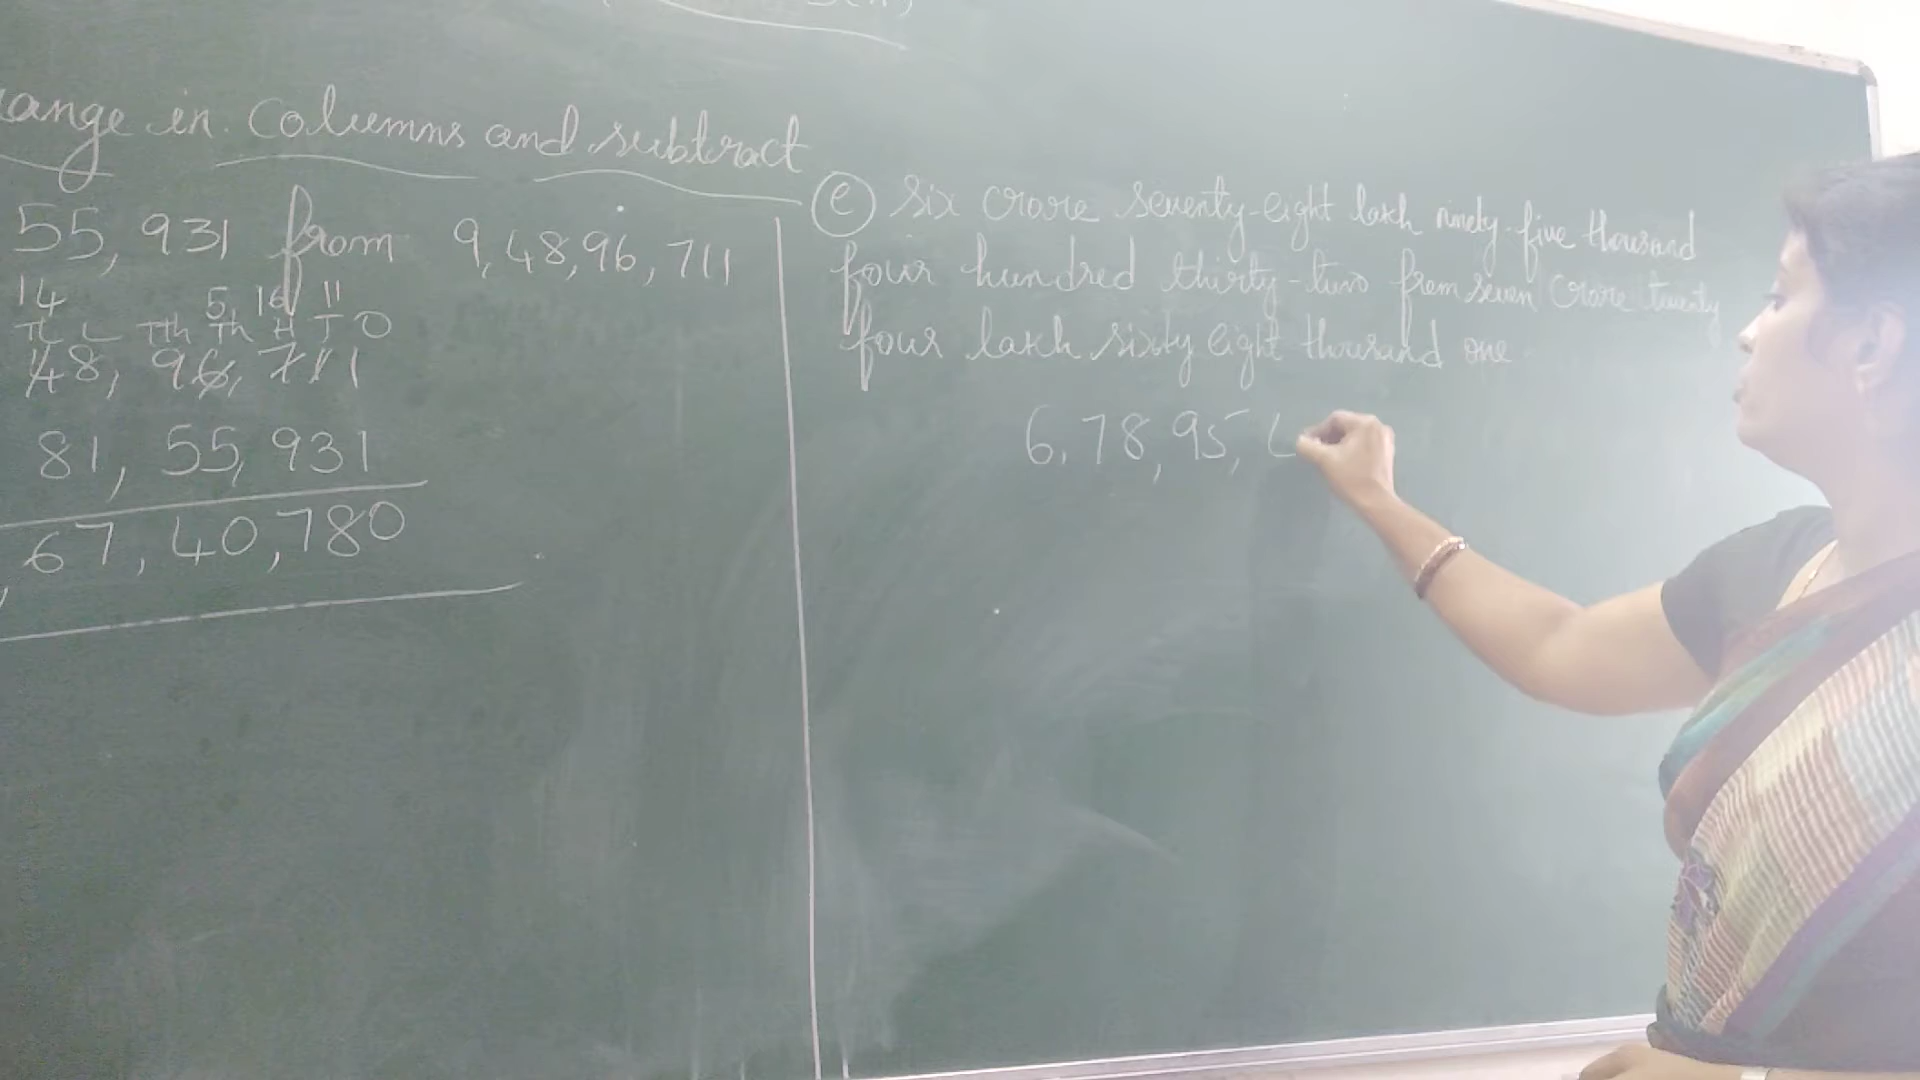 ange in columns and subtract
55,931 from 9,48,96,711
14 5 16 11
TL L TTh Th H T O
48, 96, 711
81, 55,931
67,40,780
(e) Six crore seventy-eight lakh ninety-five thousand
four hundred thirty-two from seven crore twenty
four lakh sixty eight thousand one
6,78,95,